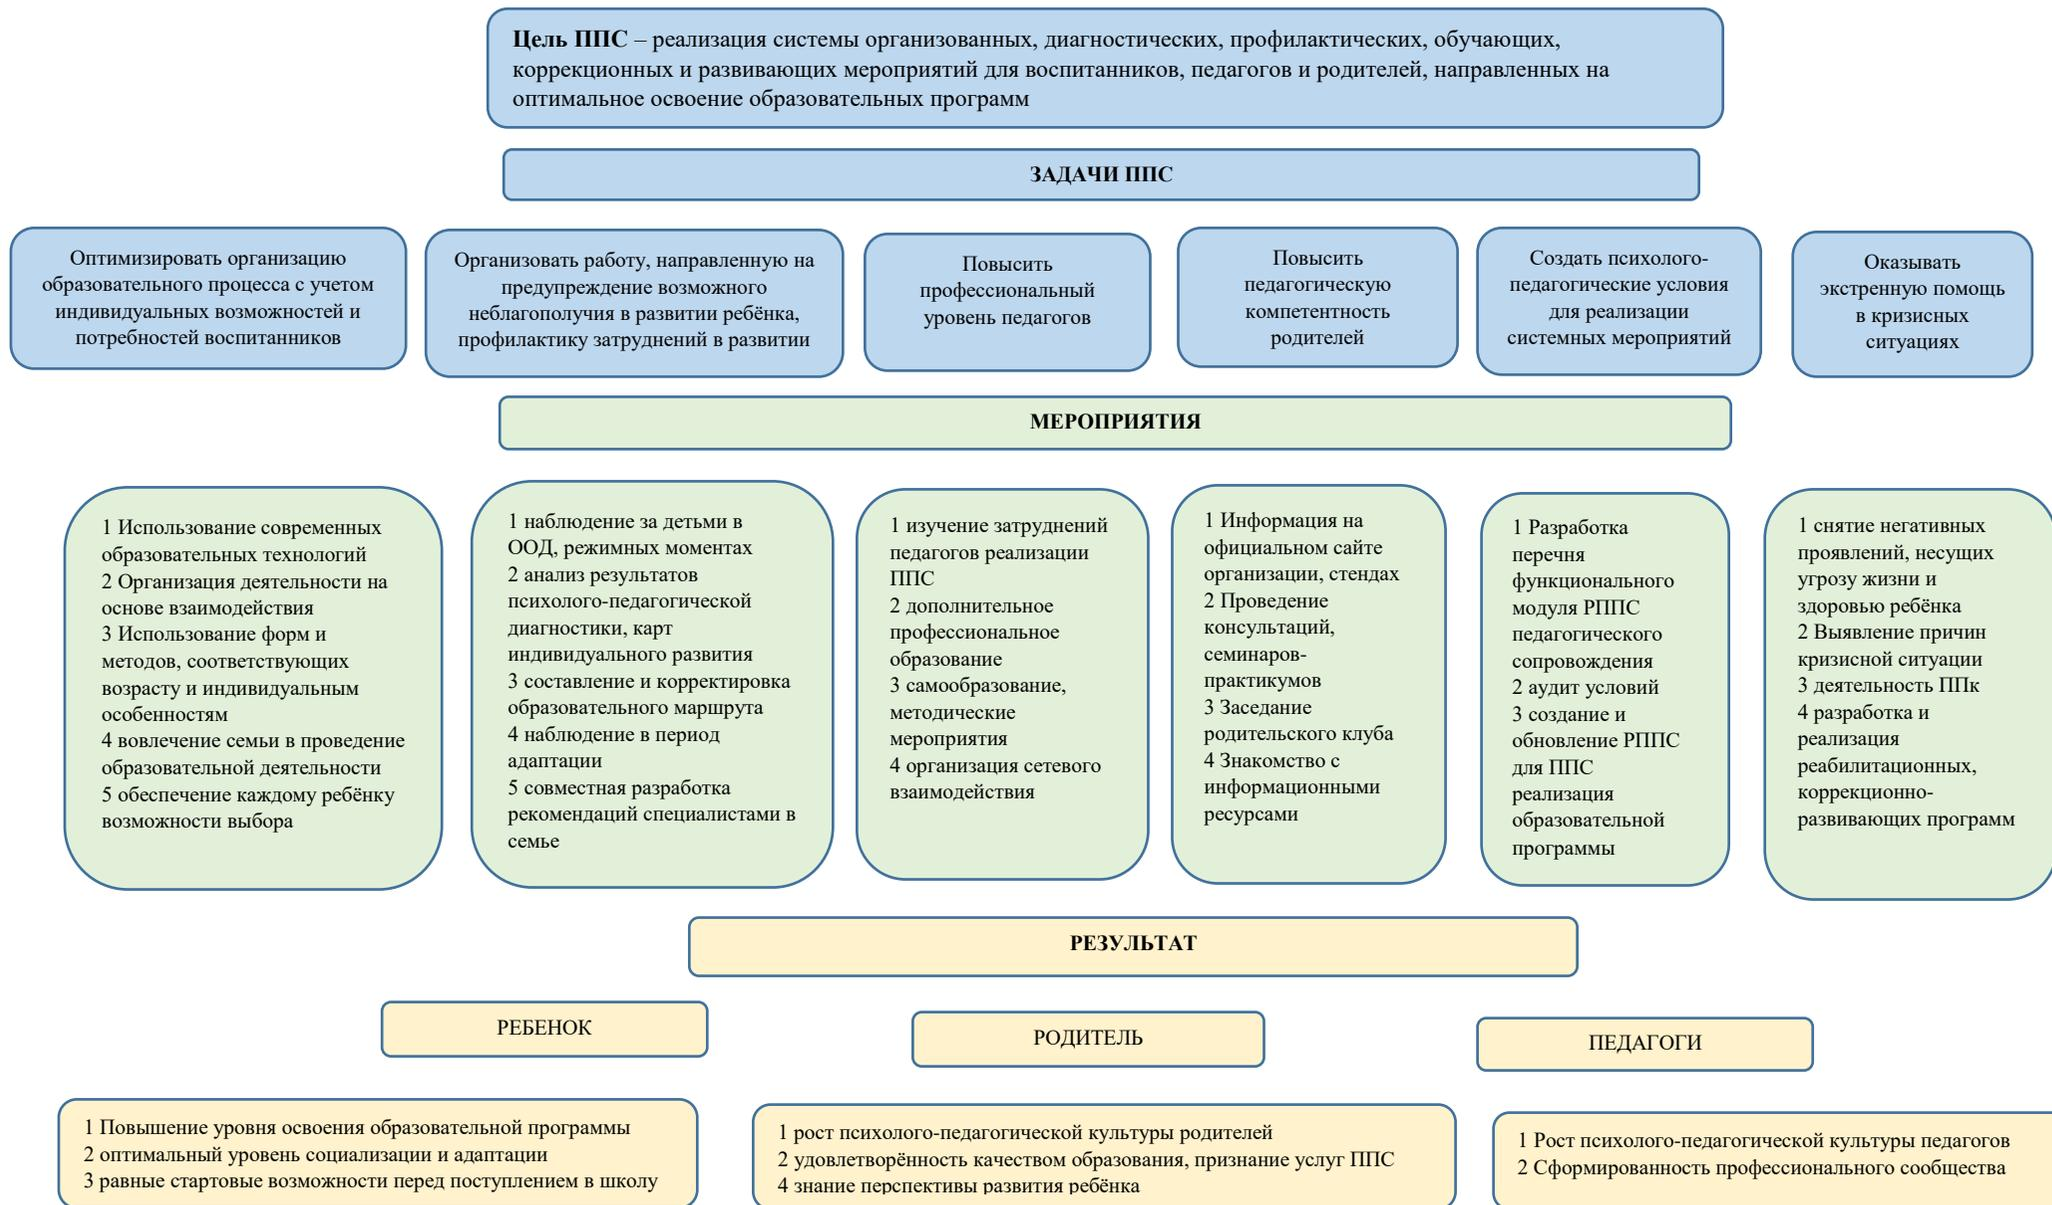 Цель ППС – реализация системы организованных, диагностических, профилактических, обучающих,
коррекционных и развивающих мероприятий для воспитанников, педагогов и родителей, направленных на
оптимальное освоение образовательных программ
ЗАДАЧИ ППС
Оптимизировать организацию
образовательного процесса с учетом
индивидуальных возможностей и
потребностей воспитанников
Организовать работу, направленную на
предупреждение возможного
неблагополучия в развитии ребёнка,
профилактику затруднений в развитии
Повысить
профессиональный
уровень педагогов
Повысить
педагогическую
компетентность
родителей
Создать психолого-
педагогические условия
для реализации
системных мероприятий
Оказывать
экстренную помощь
в кризисных
ситуациях
МЕРОПРИЯТИЯ
1 Использование современных
образовательных технологий
2 Организация деятельности на
основе взаимодействия
3 Использование форм и
методов, соответствующих
возрасту и индивидуальным
особенностям
4 вовлечение семьи в проведение
образовательной деятельности
5 обеспечение каждому ребёнку
возможности выбора
1 наблюдение за детьми в
ООД, режимных моментах
2 анализ результатов
психолого-педагогической
диагностики, карт
индивидуального развития
3 составление и корректировка
образовательного маршрута
4 наблюдение в период
адаптации
5 совместная разработка
рекомендаций специалистами в
семье
1 изучение затруднений
педагогов реализации
ППС
2 дополнительное
профессиональное
образование
3 самообразование,
методические
мероприятия
4 организация сетевого
взаимодействия
1 Информация на
официальном сайте
организации, стендах
2 Проведение
консультаций,
семинаров-
практикумов
3 Заседание
родительского клуба
4 Знакомство с
информационными
ресурсами
1 Разработка
перечня
функционального
модуля РППС
педагогического
сопровождения
2 аудит условий
3 создание и
обновление РППС
для ППС
реализация
образовательной
программы
1 снятие негативных
проявлений, несущих
угрозу жизни и
здоровью ребёнка
2 Выявление причин
кризисной ситуации
3 деятельность ППк
4 разработка и
реализация
реабилитационных,
коррекционно-
развивающих программ
РЕЗУЛЬТАТ
РЕБЕНОК
РОДИТЕЛЬ
ПЕДАГОГИ
1 Повышение уровня освоения образовательной программы
2 оптимальный уровень социализации и адаптации
3 равные стартовые возможности перед поступлением в школу
1 рост психолого-педагогической культуры родителей
2 удовлетворённость качеством образования, признание услуг ППС
4 знание перспективы развития ребёнка
1 Рост психолого-педагогической культуры педагогов
2 Сформированность профессионального сообщества